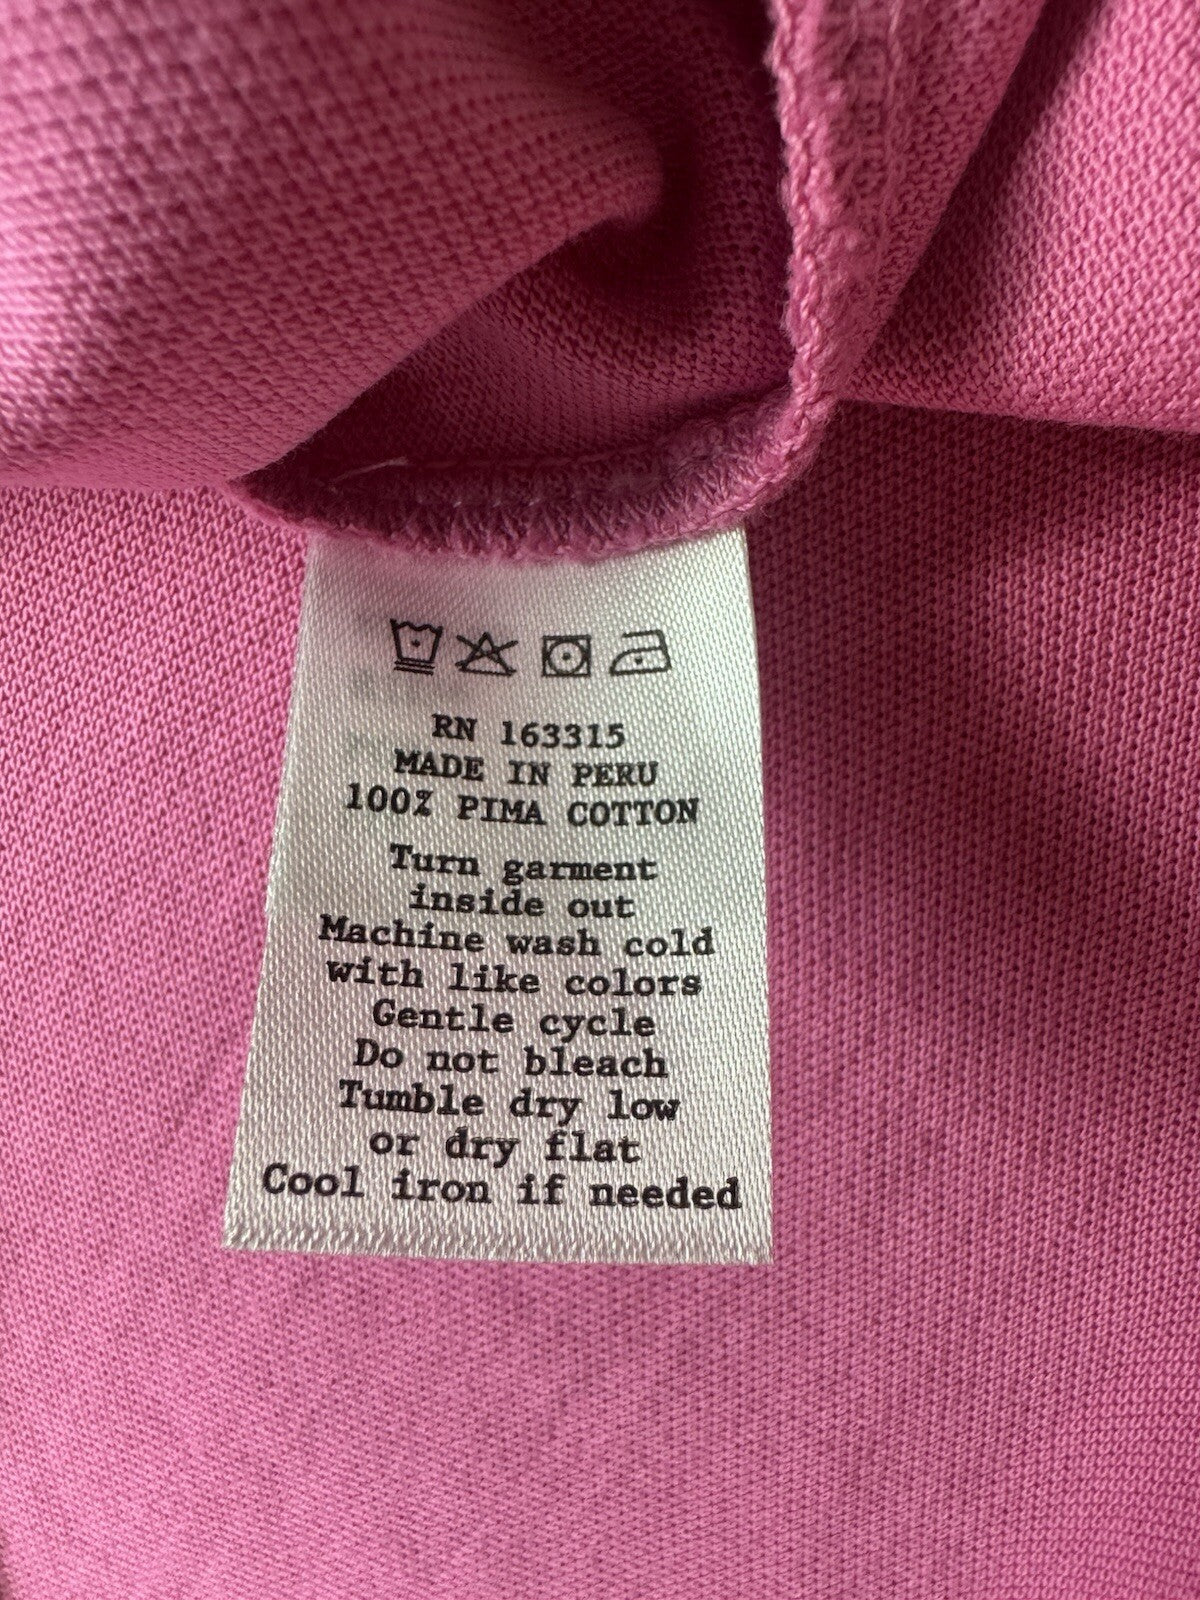 RN 163315
MADE IN PERU
100% PIMA COTTON
Turn garment
inside out
Machine wash cold
with like colors
Gentle cycle
Do not bleach
Tumble dry low
or dry flat
Cool iron if needed